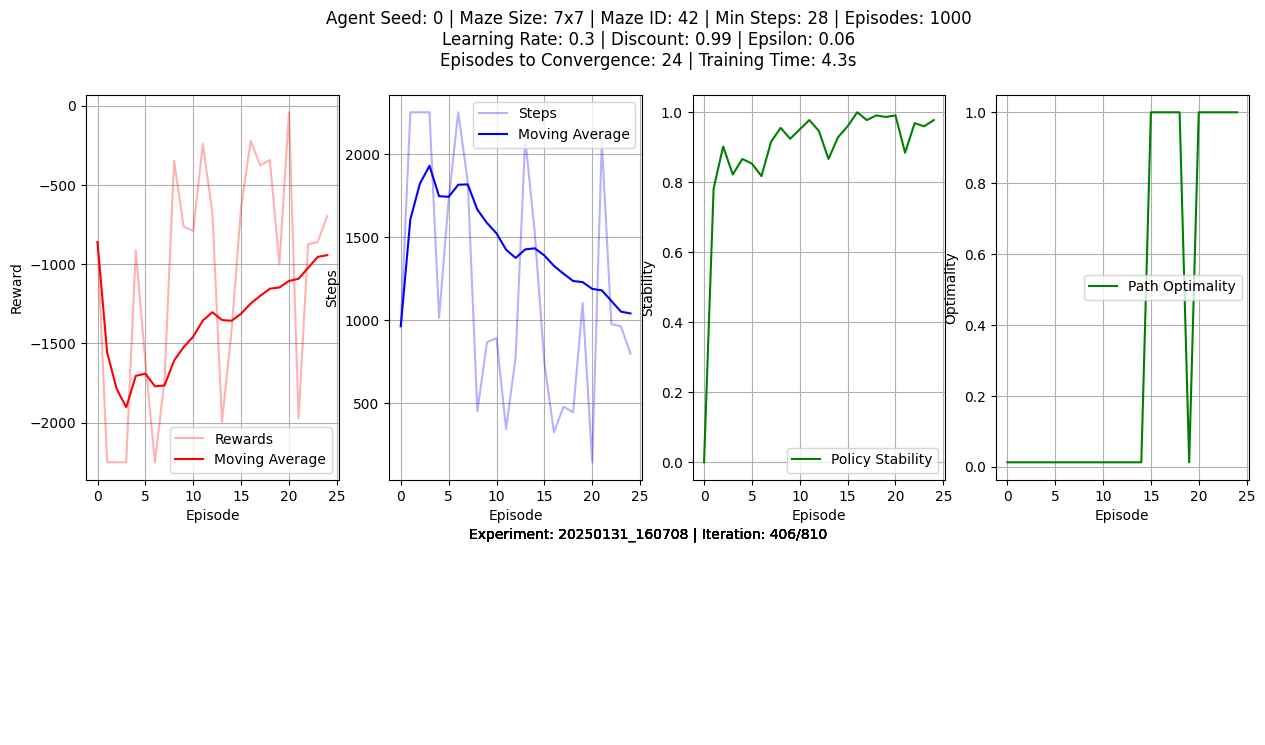 Agent Seed: 0 | Maze Size: 7x7 | Maze ID: 42 | Min Steps: 28 | Episodes: 1000
Learning Rate: 0.3 | Discount: 0.99 | Epsilon: 0.06
Episodes to Convergence: 24 | Training Time: 4.3s
0
−500
−1000
−1500
−2000
Reward
Rewards
Moving Average
0 5 10 15 20 25
Episode
2000
1500
1000
500
Steps
Steps
Moving Average
0 5 10 15 20 25
Episode
1.0
0.8
0.6
0.4
0.2
0.0
Stability
Policy Stability
0 5 10 15 20 25
Episode
1.0
0.8
0.6
0.4
0.2
0.0
Optimality
Path Optimality
0 5 10 15 20 25
Episode
Experiment: 20250131_160708 | Iteration: 406/810